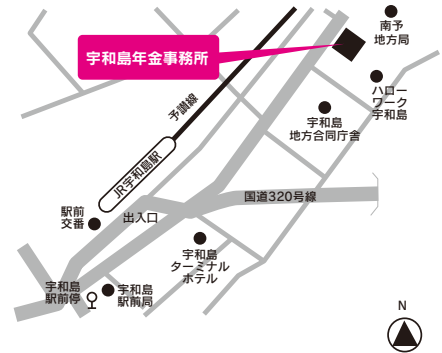 南予
地方局
宇和島年金事務所
ハロー
ワーク
宇和島
予讃線
宇和島
地方合同庁舎
JR宇和島駅
国道320号線
駅前
交番
出入口
宇和島
ターミナル
ホテル
宇和島
駅前停
宇和島
駅前局
N